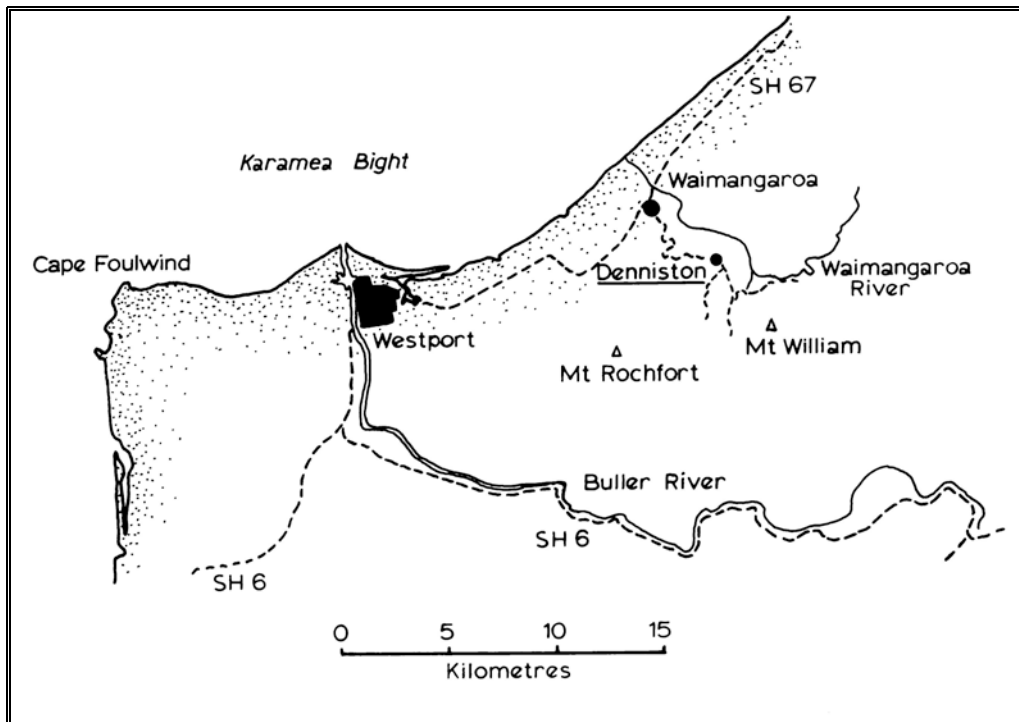 SH 67
Karamea Bight
Waimangaroa
Cape Foulwind
Denniston
Waimangaroa
River
Westport
Mt William
Mt Rochfort
Buller River
SH 6
SH 6
0 5 10 15
Kilometres